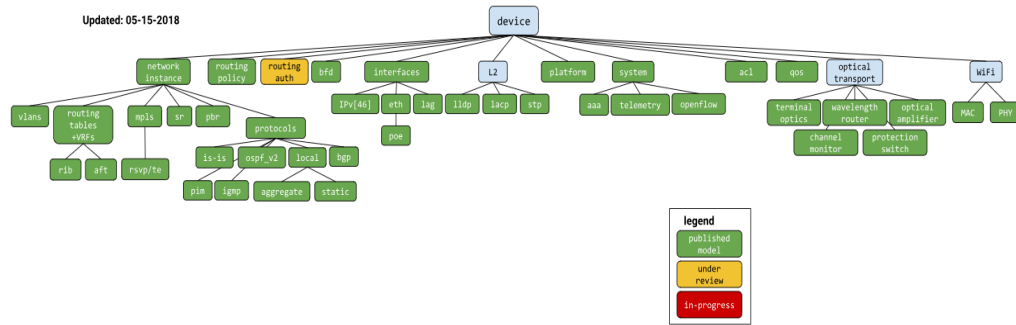 Updated: 05-15-2018
device
network
instance
routing
policy
routing
auth
bfd
interfaces
L2
platform
system
acl
qos
optical
transport
WiFi
vlans
routing
tables
+VRFs
mpls
sr
pbr
protocols
IPv[46]
eth
lag
poe
lldp
lacp
stp
aaa
telemetry
openflow
terminal
optics
wavelength
router
optical
amplifier
channel
monitor
protection
switch
MAC
PHY
rib
aft
rsvp/te
is-is
ospf_v2
local
bgp
pim
igmp
aggregate
static
legend
published
model
under
review
in-progress